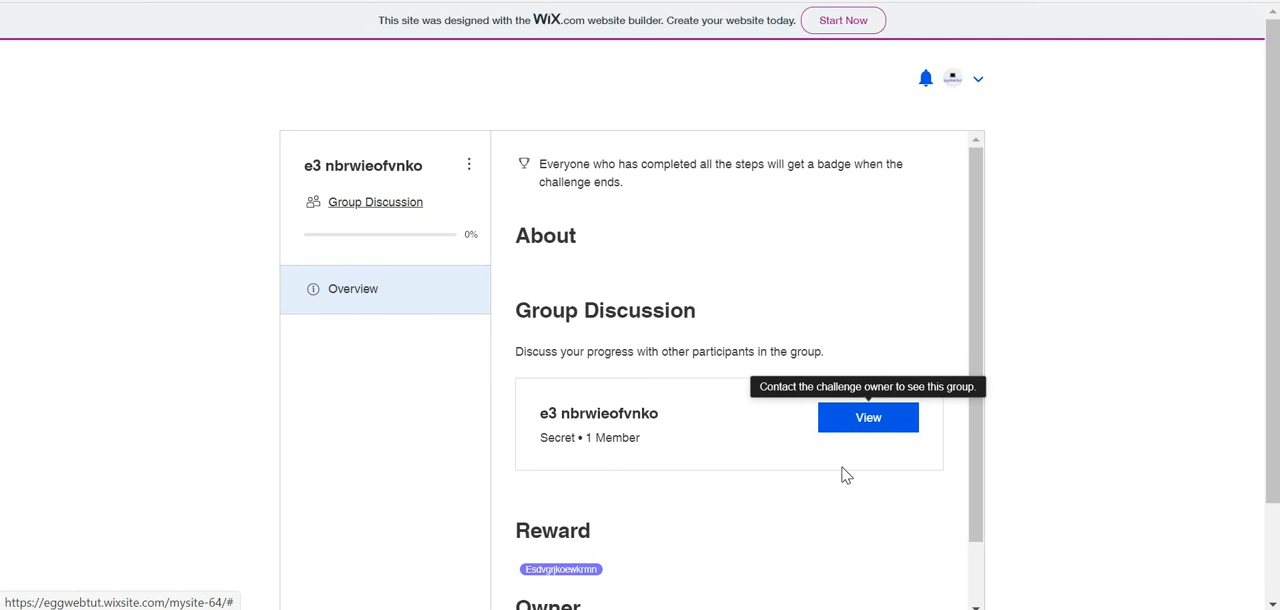 This site was designed with the WiX.com website builder. Create your website today. Start Now
e3 nbrwieofvnko
Group Discussion
0%
Overview
Everyone who has completed all the steps will get a badge when the
challenge ends.
About
Group Discussion
Discuss your progress with other participants in the group.
Contact the challenge owner to see this group.
e3 nbrwieofvnko
View
Secret • 1 Member
Reward
Esdvgrjkoewkrmn
Owner
https://eggwebtut.wixsite.com/mysite-64/#